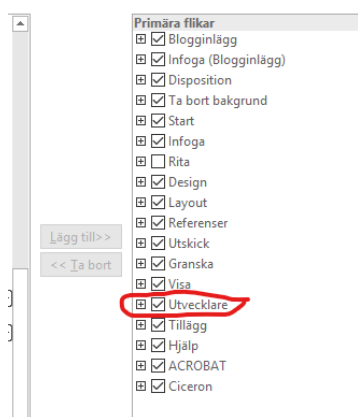 Primära flikar
Blogginlägg
Infoga (Blogginlägg)
Disposition
Ta bort bakgrund
Start
Infoga
Rita
Design
Layout
Referenser
Utskick
Granska
Visa
Utvecklare
Tillägg
Hjälp
ACROBAT
Ciceron
Lägg till>>
<< Ta bort